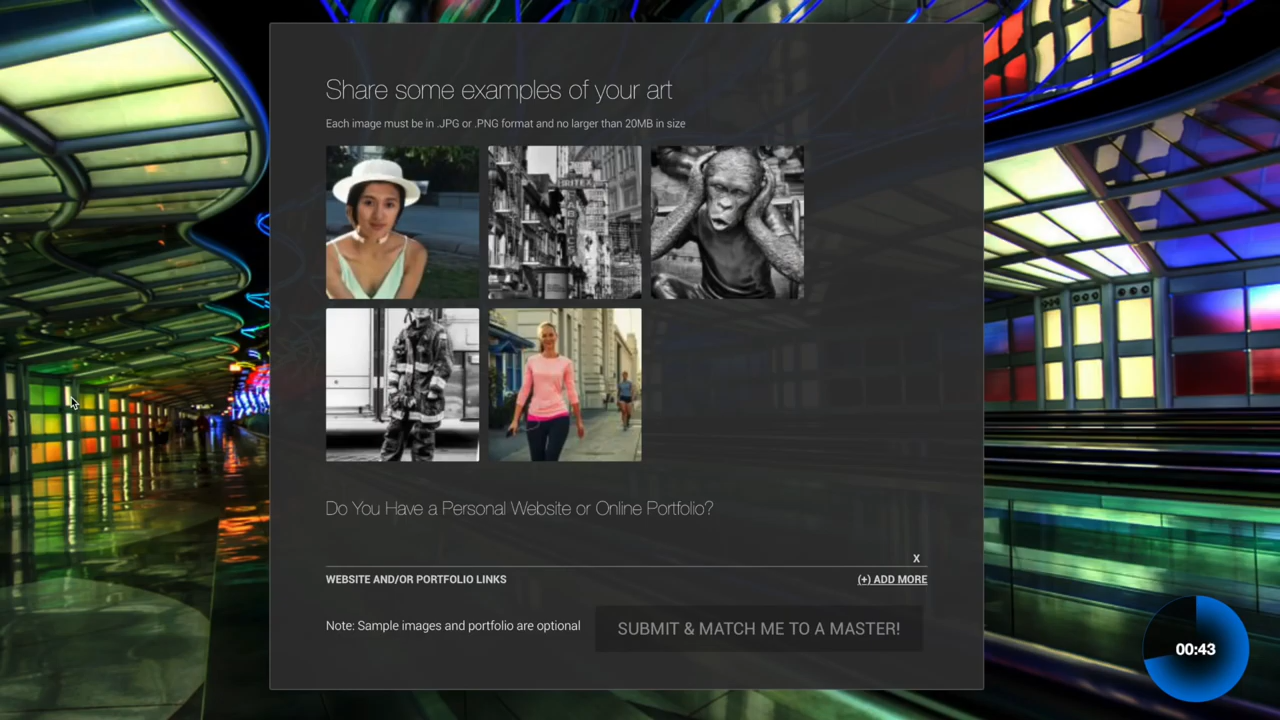 Share some examples of your art
Each image must be in .JPG or .PNG format and no larger than 20MB in size
Do You Have a Personal Website or Online Portfolio?
X
WEBSITE AND/OR PORTFOLIO LINKS
(+) ADD MORE
Note: Sample images and portfolio are optional
SUBMIT & MATCH ME TO A MASTER!
00:43